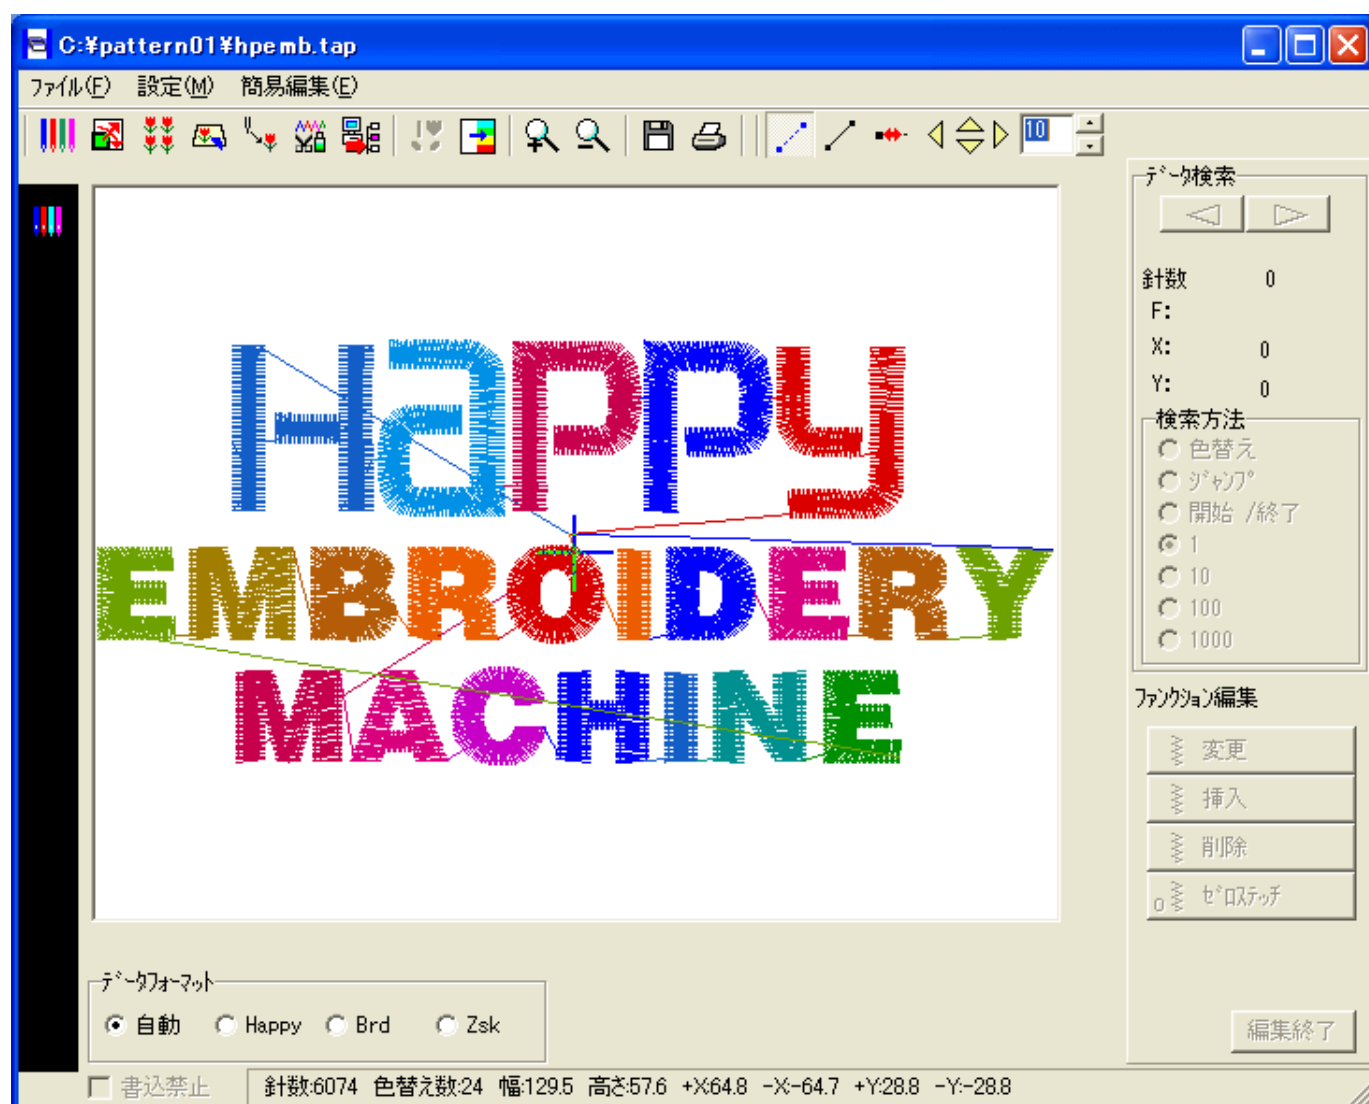 C:¥pattern01¥hpemb.tap
ﾌｧｲﾙ(F) 設定(M) 簡易編集(E)
10
ﾃﾞｰﾀ検索
針数 0
F:
X: 0
Y: 0
検索方法
色替え
ｼﾞｬﾝﾌﾟ
開始 /終了
1
10
100
1000
ﾌｧﾝｸｼｮﾝ編集
変更
挿入
削除
0 ｾﾞﾛｽﾃｯﾁ
編集終了
Happy
EMBROIDERY
MACHINE
ﾃﾞｰﾀﾌｫｰﾏｯﾄ
自動 Happy Brd Zsk
書込禁止 針数:6074 色替え数:24 幅:129.5 高さ:57.6 +X:64.8 -X:-64.7 +Y:28.8 -Y:-28.8